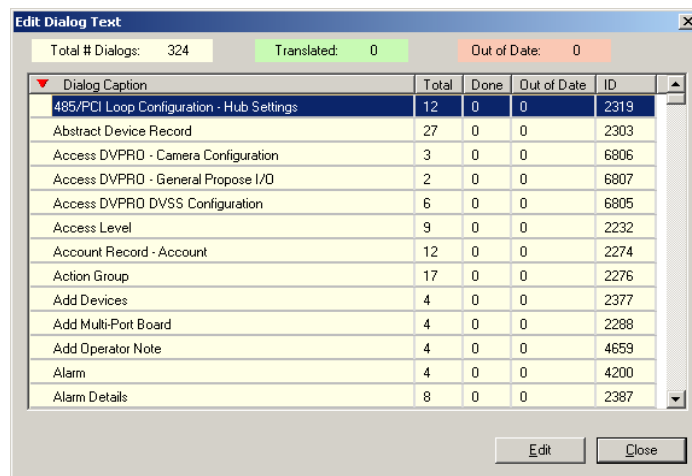 Edit Dialog Text
Total # Dialogs: 324 Translated: 0 Out of Date: 0
Dialog Caption Total Done Out of Date ID
485/PCI Loop Configuration - Hub Settings 12 0 0 2319
Abstract Device Record 27 0 0 2303
Access DVPRO - Camera Configuration 3 0 0 6806
Access DVPRO - General Propose I/O 2 0 0 6807
Access DVPRO DVSS Configuration 6 0 0 6805
Access Level 9 0 0 2232
Account Record - Account 12 0 0 2274
Action Group 17 0 0 2276
Add Devices 4 0 0 2377
Add Multi-Port Board 4 0 0 2288
Add Operator Note 4 0 0 4659
Alarm 4 0 0 4200
Alarm Details 8 0 0 2387
Edit Close